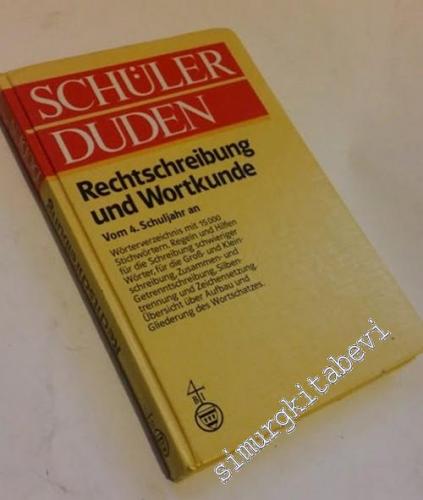 SCHÜLER
DUDEN
Rechtschreibung
und Wortkunde
Vom 4. Schuljahr an
Wörterverzeichnis mit 15000
Stichwörtern. Regeln und Hilfen
für die Schreibung schwieriger
Wörter, für die Groß- und Klein-
schreibung, Zusammen- und
Getrenntschreibung, Silben-
trennung und Zeichensetzung.
Übersicht über Aufbau und
Gliederung des Wortschatzes.
BI
simurgkitabevi